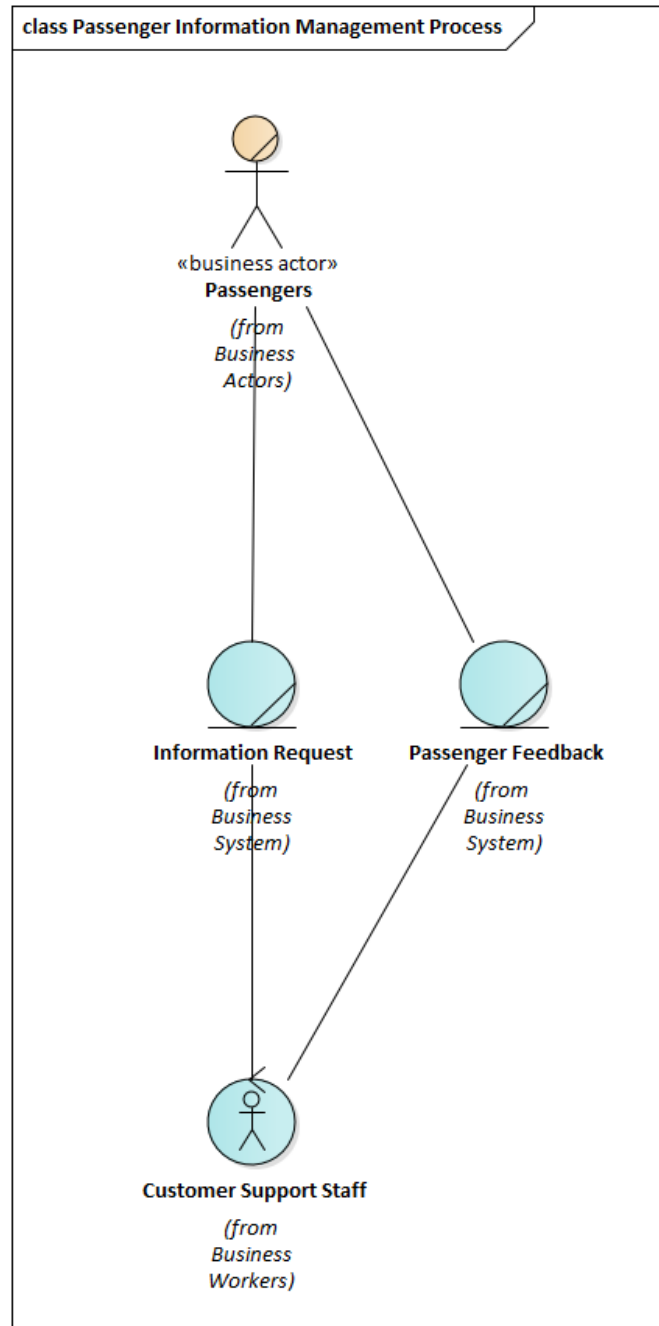 class Passenger Information Management Process
«business actor»
Passengers
(from
Business
Actors)
Information Request
(from
Business
System)
Passenger Feedback
(from
Business
System)
Customer Support Staff
(from
Business
Workers)